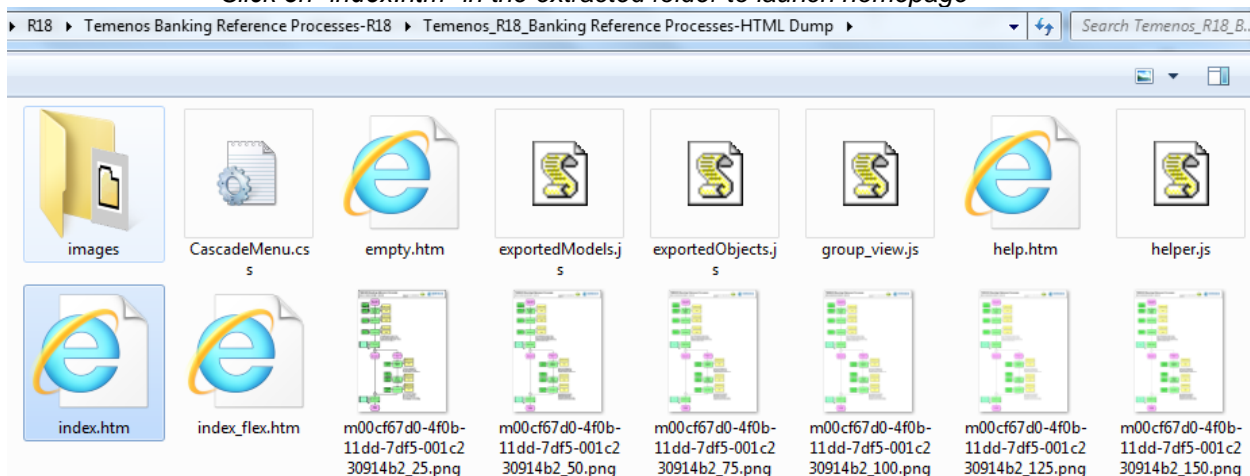 Click on "index.htm" in the extracted folder to launch homepage
R18 ▸ Temenos Banking Reference Processes-R18 ▸ Temenos_R18_Banking Reference Processes-HTML Dump ▸ Search Temenos_R18_B...
images CascadeMenu.cs empty.htm exportedModels.j exportedObjects.j group_view.js help.htm helper.js
s s s
index.htm index_flex.htm m00cf67d0-4f0b- m00cf67d0-4f0b- m00cf67d0-4f0b- m00cf67d0-4f0b- m00cf67d0-4f0b- m00cf67d0-4f0b-
11dd-7df5-001c2 11dd-7df5-001c2 11dd-7df5-001c2 11dd-7df5-001c2 11dd-7df5-001c2 11dd-7df5-001c2
30914b2_25.png 30914b2_50.png 30914b2_75.png 30914b2_100.png 30914b2_125.png 30914b2_150.png